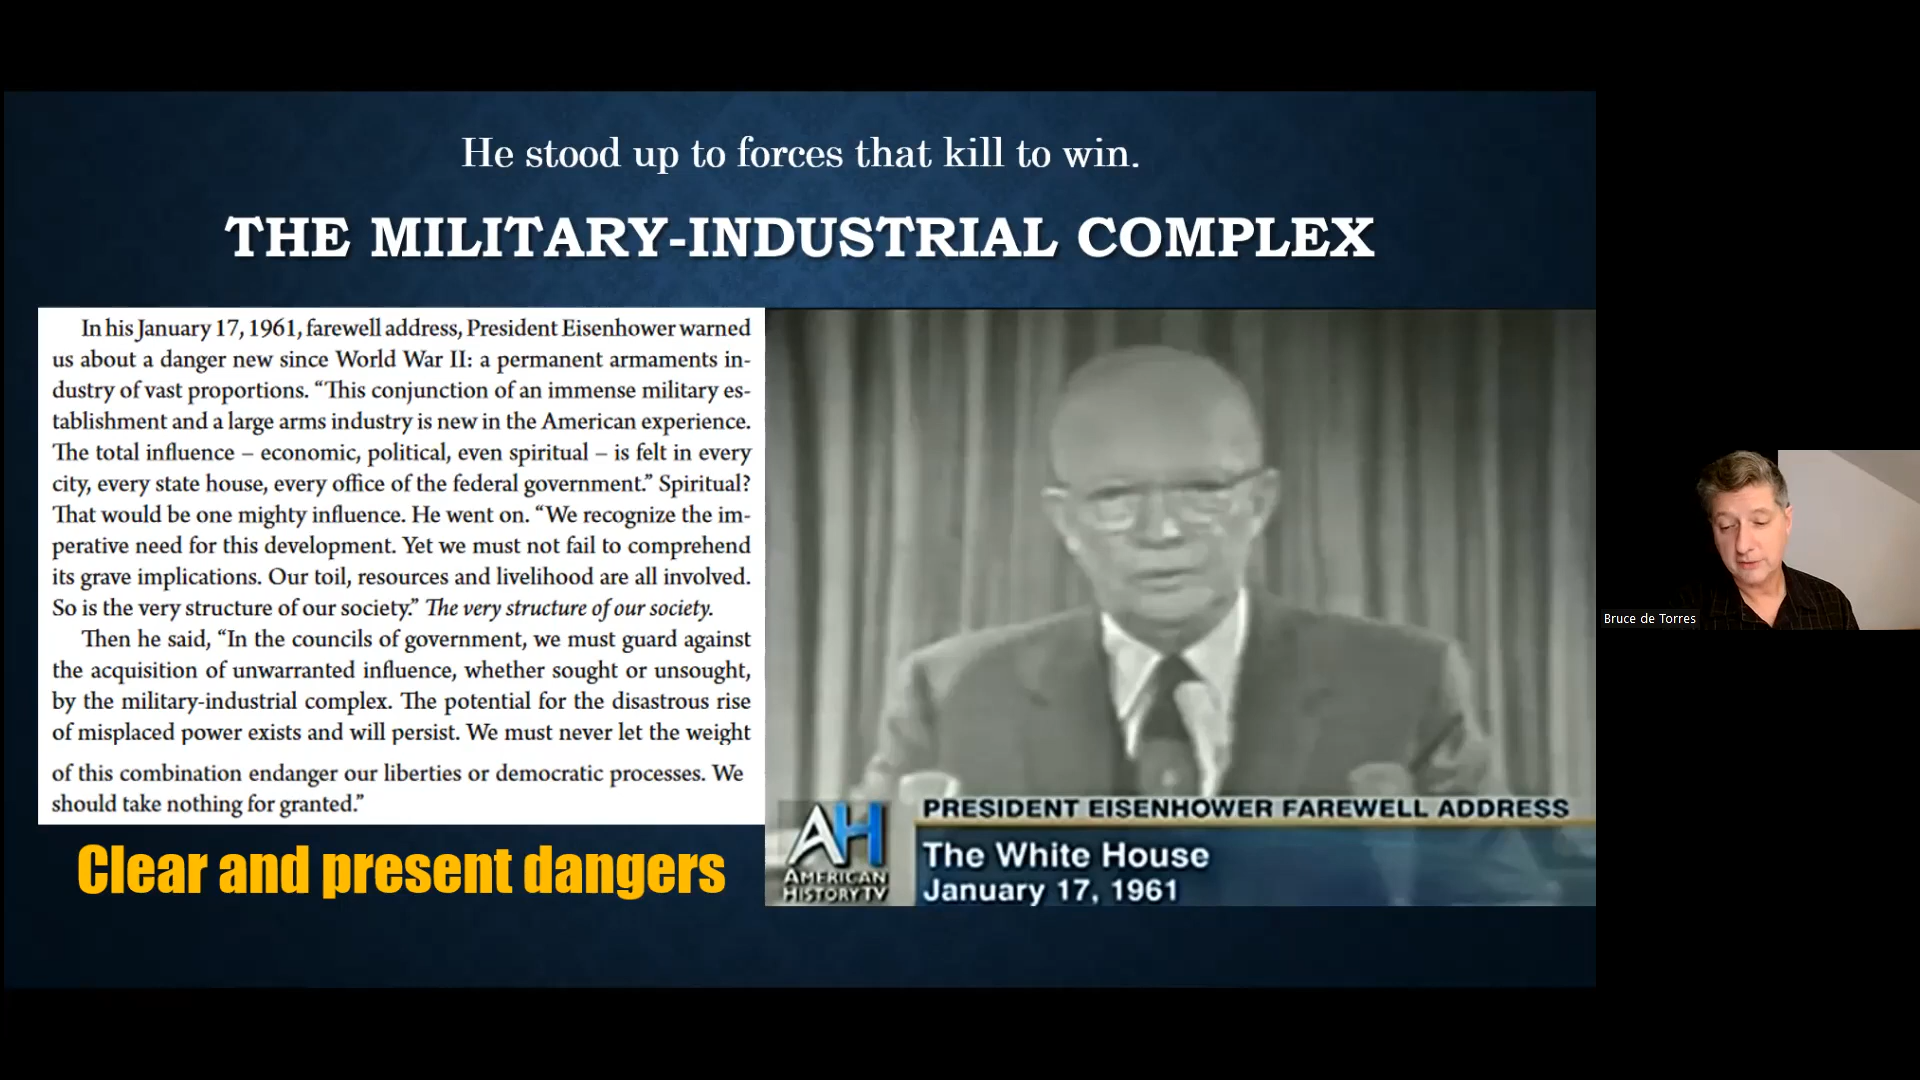 He stood up to forces that kill to win.
THE MILITARY-INDUSTRIAL COMPLEX
In his January 17, 1961, farewell address, President Eisenhower warned
us about a danger new since World War II: a permanent armaments in-
dustry of vast proportions. “This conjunction of an immense military es-
tablishment and a large arms industry is new in the American experience.
The total influence – economic, political, even spiritual – is felt in every
city, every state house, every office of the federal government.” Spiritual?
That would be one mighty influence. He went on. “We recognize the im-
perative need for this development. Yet we must not fail to comprehend
its grave implications. Our toil, resources and livelihood are all involved.
So is the very structure of our society.” The very structure of our society.
Then he said, “In the councils of government, we must guard against
the acquisition of unwarranted influence, whether sought or unsought,
by the military-industrial complex. The potential for the disastrous rise
of misplaced power exists and will persist. We must never let the weight
of this combination endanger our liberties or democratic processes. We
should take nothing for granted.”
Clear and present dangers
AH
AMERICAN
HISTORY TV
PRESIDENT EISENHOWER FAREWELL ADDRESS
The White House
January 17, 1961
Bruce de Torres